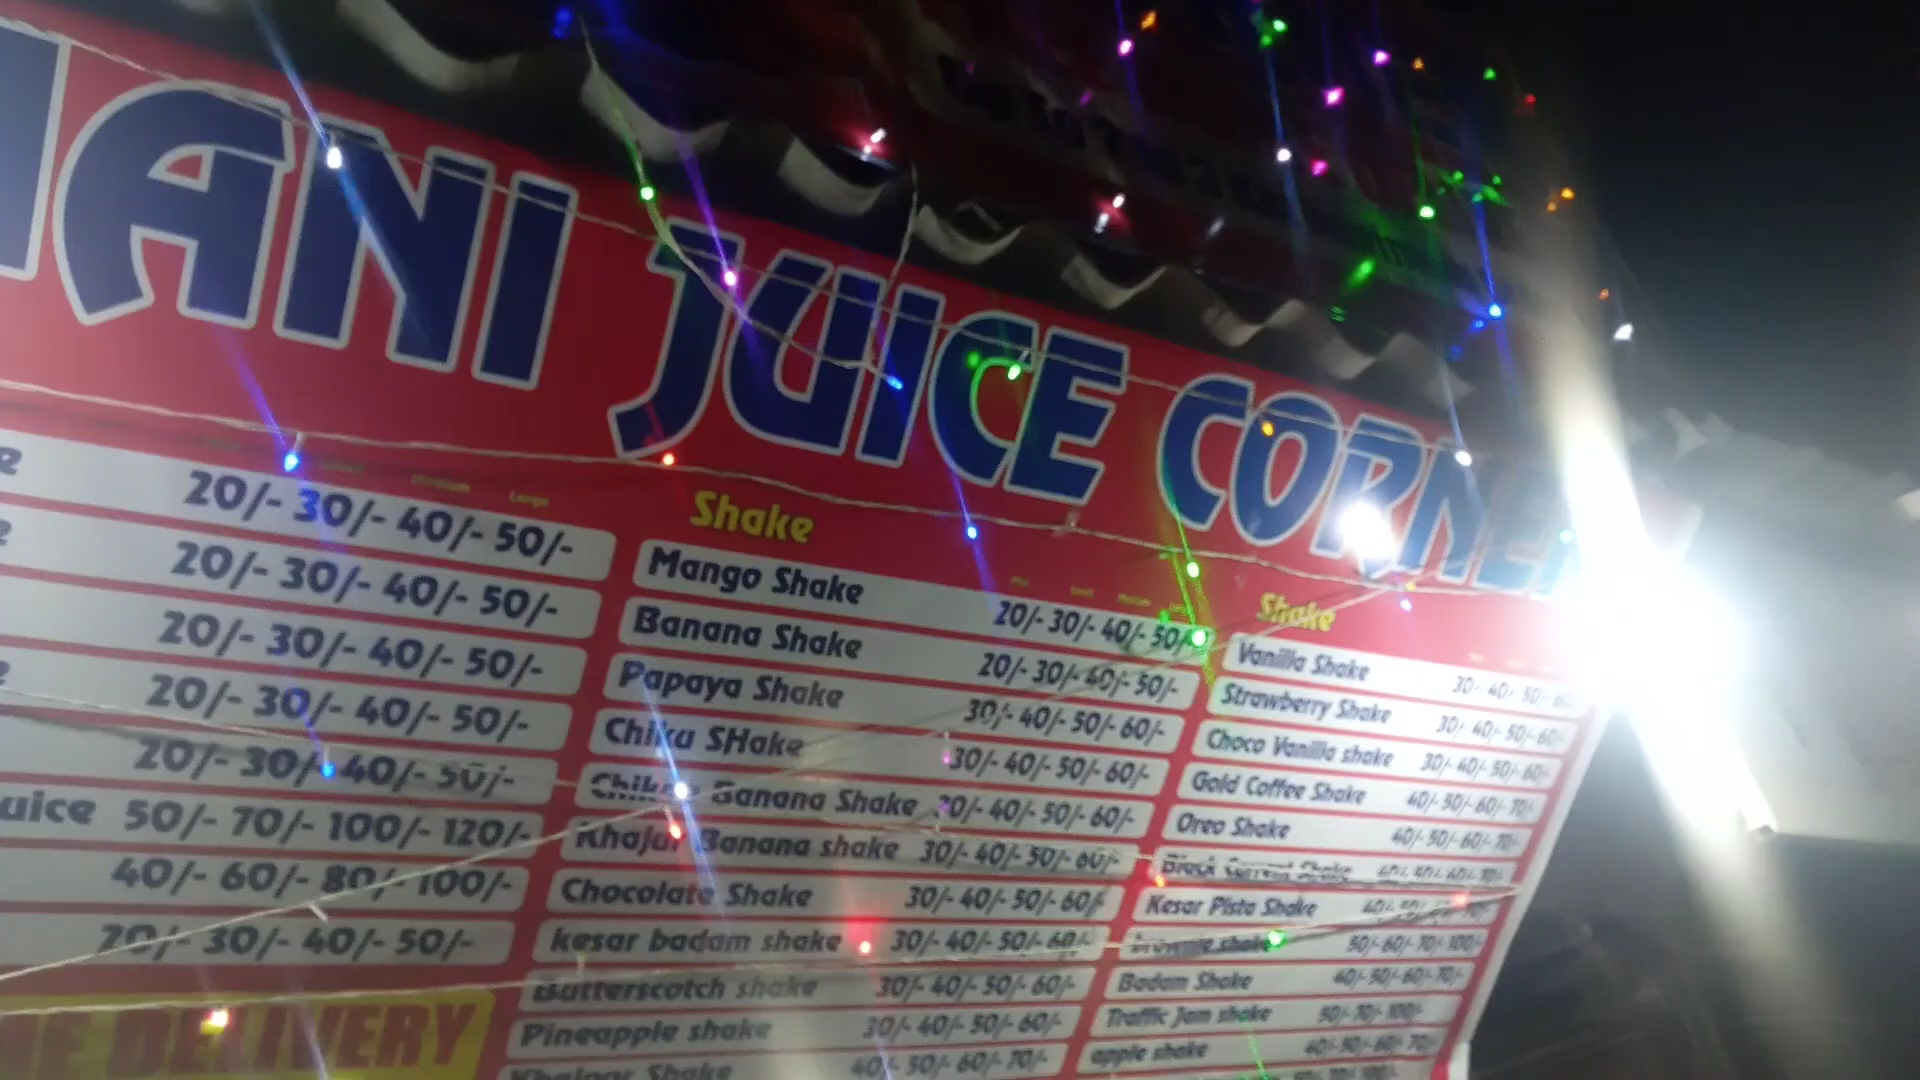 ANI JUICE CORNE
20/- 30/- 40/- 50/-
20/- 30/- 40/- 50/-
20/- 30/- 40/- 50/-
20/- 30/- 40/- 50/-
20/- 30/- 40/- 50/-
uice 50/- 70/- 100/- 120/-
40/- 60/- 80/- 100/-
20/- 30/- 40/- 50/-
DELIVERY
Shake
Mango Shake 20/- 30/- 40/- 50/-
Banana Shake 20/- 30/- 40/- 50/-
Papaya Shake 30/- 40/- 50/- 60/-
Chiku SHake 30/- 40/- 50/- 60/-
Banana Shake 30/- 40/- 50/- 60/-
Khajur Banana shake 30/- 40/- 50/- 60/-
Chocolate Shake 30/- 40/- 50/- 60/-
kesar badam shake 30/- 40/- 50/- 60/-
Butterscotch shake 30/- 40/- 50/- 60/-
Pineapple shake 30/- 40/- 50/- 60/-
Shake 40/- 50/- 60/- 70/-
Shake
Vanilla Shake 30/- 40/- 50/- 60/-
Strawberry Shake 30/- 40/- 50/- 60/-
Choco Vanilla shake 30/- 40/- 50/- 60/-
Gold Coffee Shake 40/- 50/- 60/- 70/-
Oreo Shake 40/- 50/- 60/- 70/-
Black Current Shake 40/- 50/- 60/- 70/-
Kesar Pista Shake 40/- 50/-
brownie shake 50/- 60/- 70/- 100/-
Badam Shake 40/- 50/- 60/- 70/-
Traffic Jam shake 50/- 70/- 100/-
apple shake 40/- 50/- 60/- 70/-